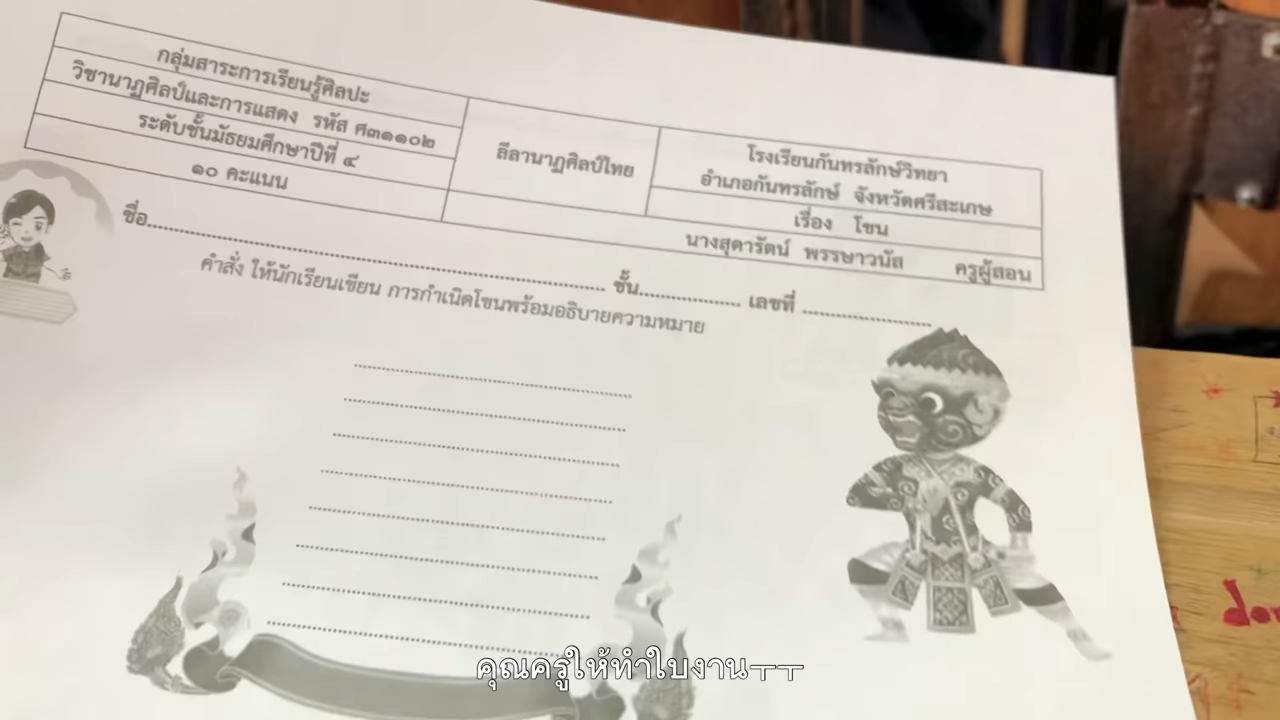 กลุ่มสาระการเรียนรู้ศิลปะ
วิชานาฏศิลป์และการแสดง รหัส ศ๓๑๑๐๒
ระดับชั้นมัธยมศึกษาปีที่ ๔
๑๐ คะแนน
ลีลานาฏศิลป์ไทย
โรงเรียนกันทรลักษ์วิทยา
อำเภอกันทรลักษ์ จังหวัดศรีสะเกษ
เรื่อง โขน
นางสุดารัตน์ พรรษาวนัส ครูผู้สอน
ชื่อ........................................ ชั้น.................. เลขที่ ......................
คำสั่ง ให้นักเรียนเขียน การกำเนิดโขนพร้อมอธิบายความหมาย
คุณครูให้ทำใบงานㅜㅜ